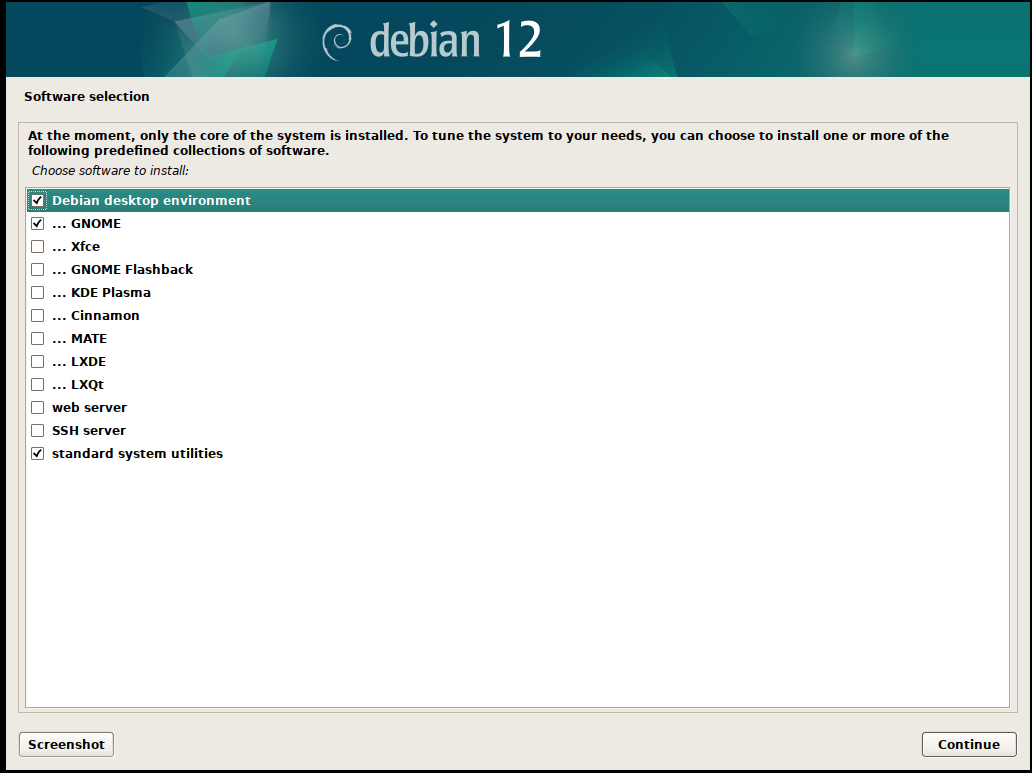 debian 12
Software selection
At the moment, only the core of the system is installed. To tune the system to your needs, you can choose to install one or more of the
following predefined collections of software.
Choose software to install:
Debian desktop environment
... GNOME
... Xfce
... GNOME Flashback
... KDE Plasma
... Cinnamon
... MATE
... LXDE
... LXQt
web server
SSH server
standard system utilities
Screenshot
Continue